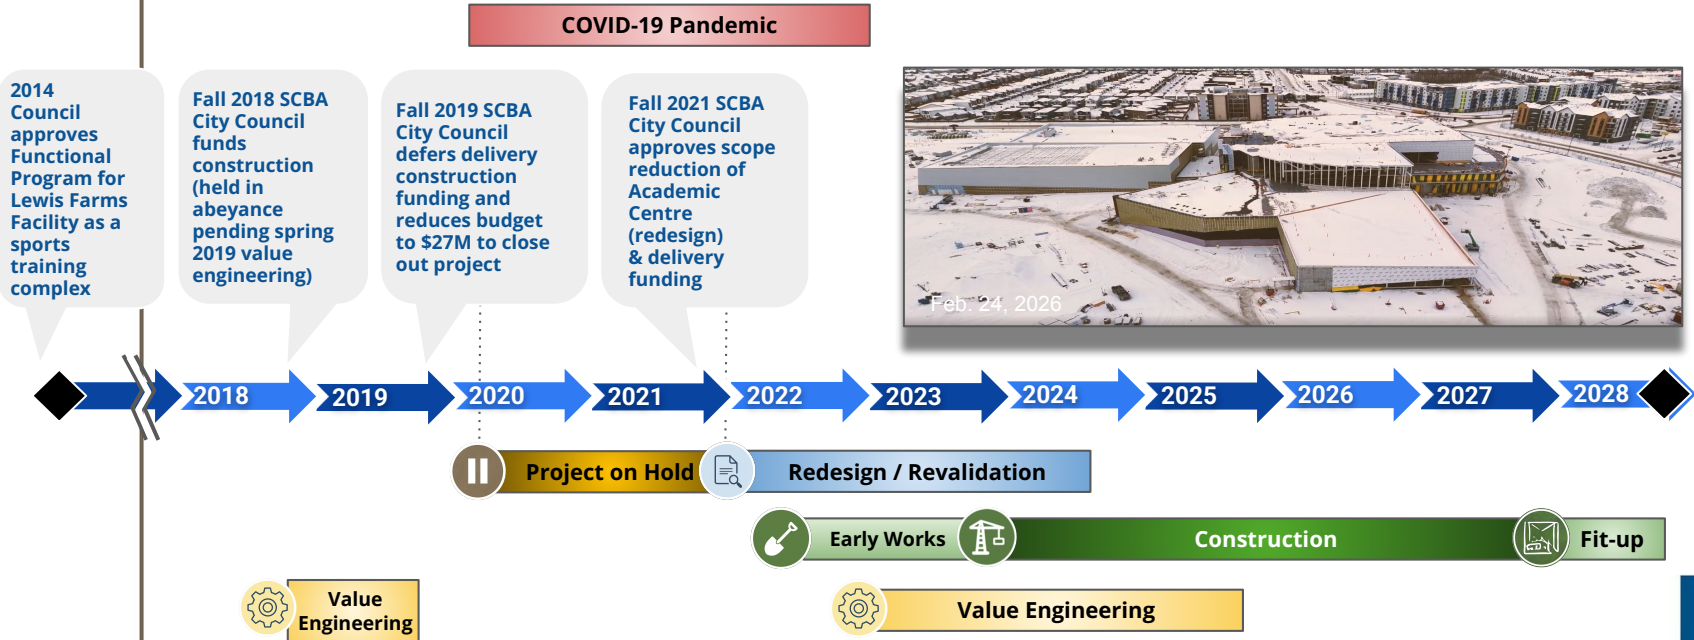 COVID-19 Pandemic
2014
Council
approves
Functional
Program for
Lewis Farms
Facility as a
sports
training
complex
Fall 2018 SCBA
City Council
funds
construction
(held in
abeyance
pending spring
2019 value
engineering)
Fall 2019 SCBA
City Council
defers delivery
construction
funding and
reduces budget
to $27M to close
out project
Fall 2021 SCBA
City Council
approves scope
reduction of
Academic
Centre
(redesign)
& delivery
funding
Feb. 24, 2026
2018
2019
2020
2021
2022
2023
2024
2025
2026
2027
2028
Project on Hold
Redesign / Revalidation
Early Works
Construction
Fit-up
Value
Engineering
Value Engineering